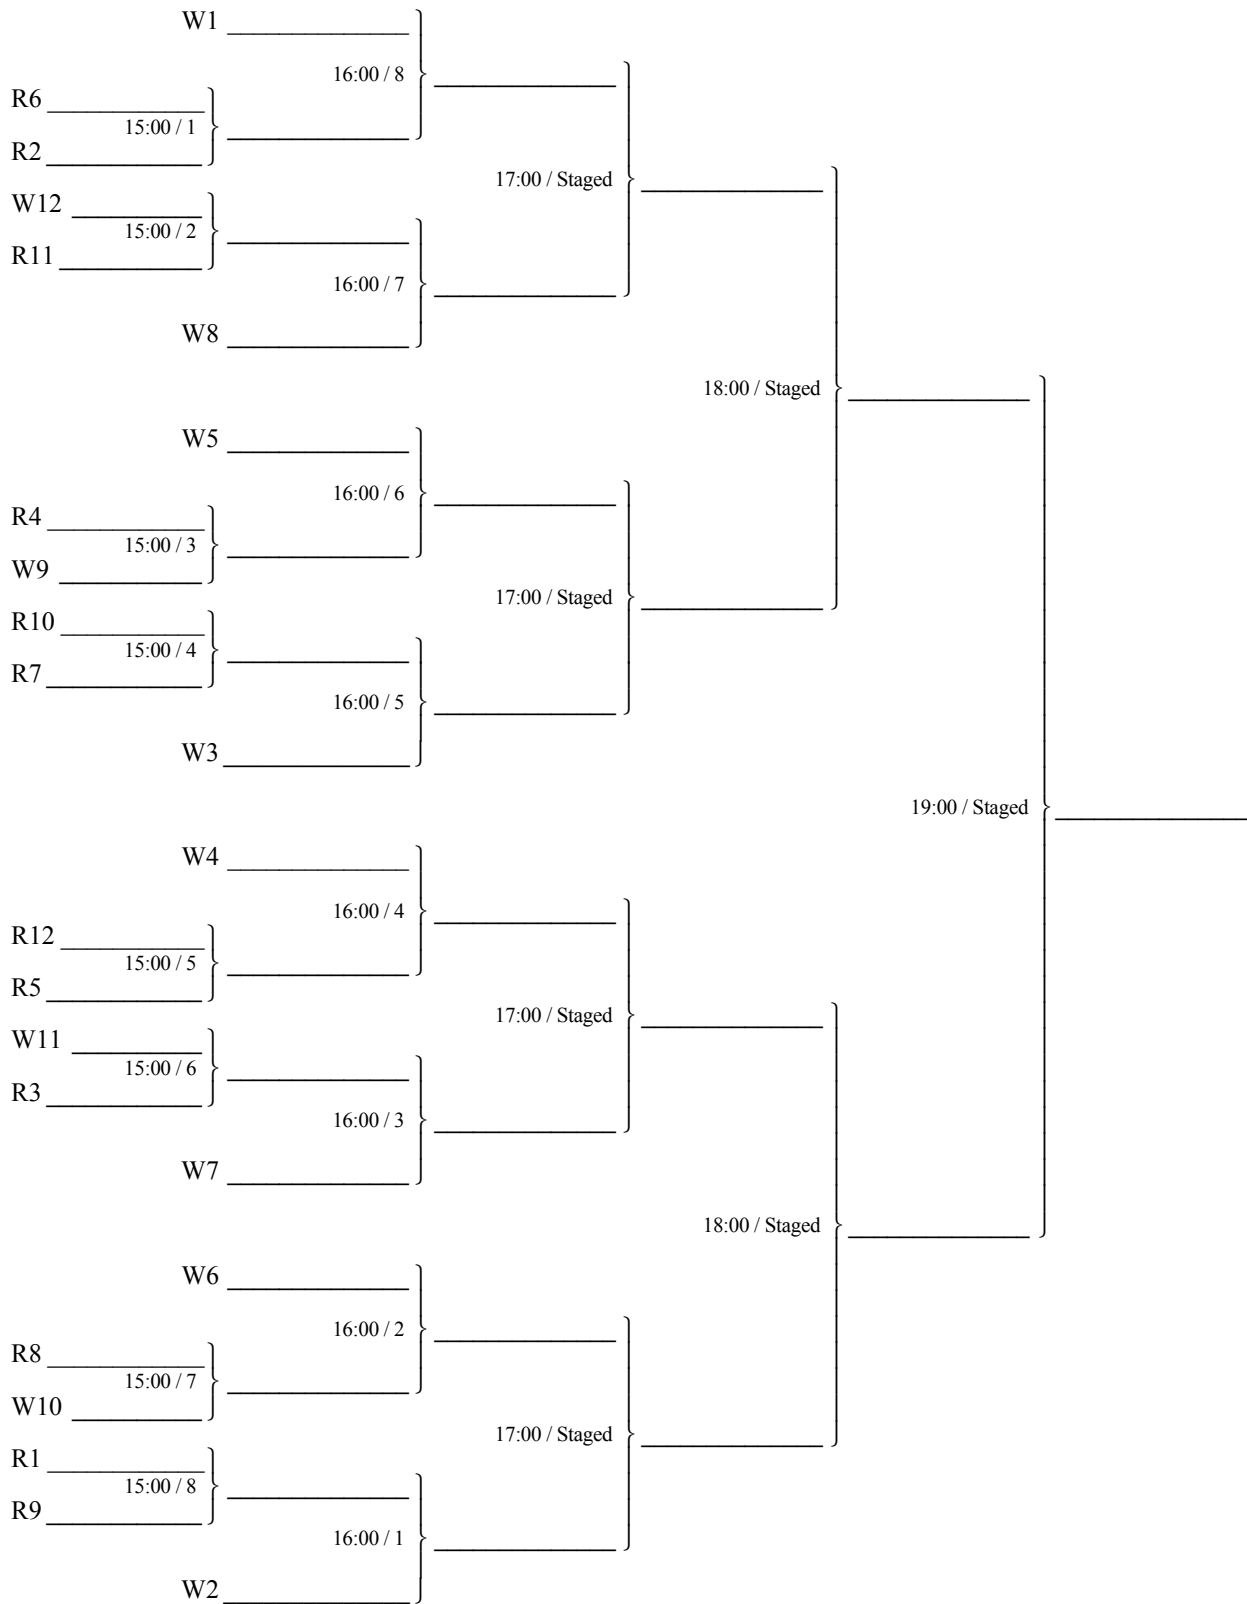 W1
16:00 / 8
R6
15:00 / 1
R2
17:00 / Staged
W12
15:00 / 2
R11
16:00 / 7
W8
18:00 / Staged
W5
16:00 / 6
R4
15:00 / 3
W9
17:00 / Staged
R10
15:00 / 4
R7
16:00 / 5
W3
19:00 / Staged
W4
16:00 / 4
R12
15:00 / 5
R5
17:00 / Staged
W11
15:00 / 6
R3
16:00 / 3
W7
18:00 / Staged
W6
16:00 / 2
R8
15:00 / 7
W10
17:00 / Staged
R1
15:00 / 8
R9
16:00 / 1
W2